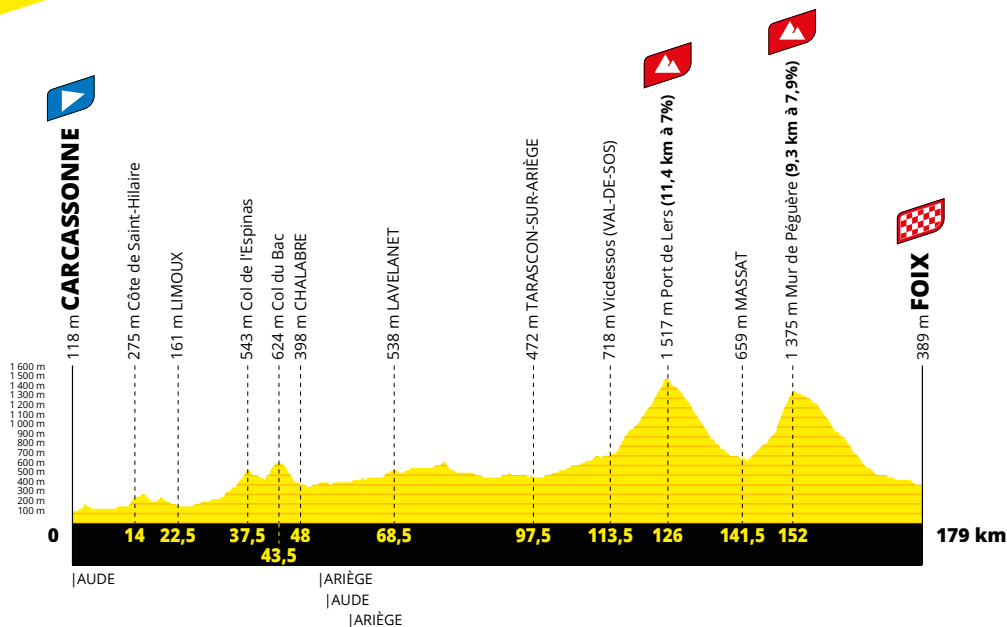 118 m CARCASSONNE
275 m Côte de Saint-Hilaire
161 m LIMOUX
543 m Col de l'Espinas
624 m Col du Bac
398 m CHALABRE
538 m LAVELANET
472 m TARASCON-SUR-ARIÈGE
718 m Vicdessos (VAL-DE-SOS)
1 517 m Port de Lers (11,4 km à 7%)
659 m MASSAT
1 375 m Mur de Péguère (9,3 km à 7,9%)
389 m FOIX
1 600 m
1 500 m
1 400 m
1 300 m
1 200 m
1 100 m
1 000 m
900 m
800 m
700 m
600 m
500 m
400 m
300 m
200 m
100 m
0 14 22,5 37,5 48 68,5 97,5 113,5 126 141,5 152 179 km
43,5
|AUDE |ARIÈGE
|AUDE
|ARIÈGE